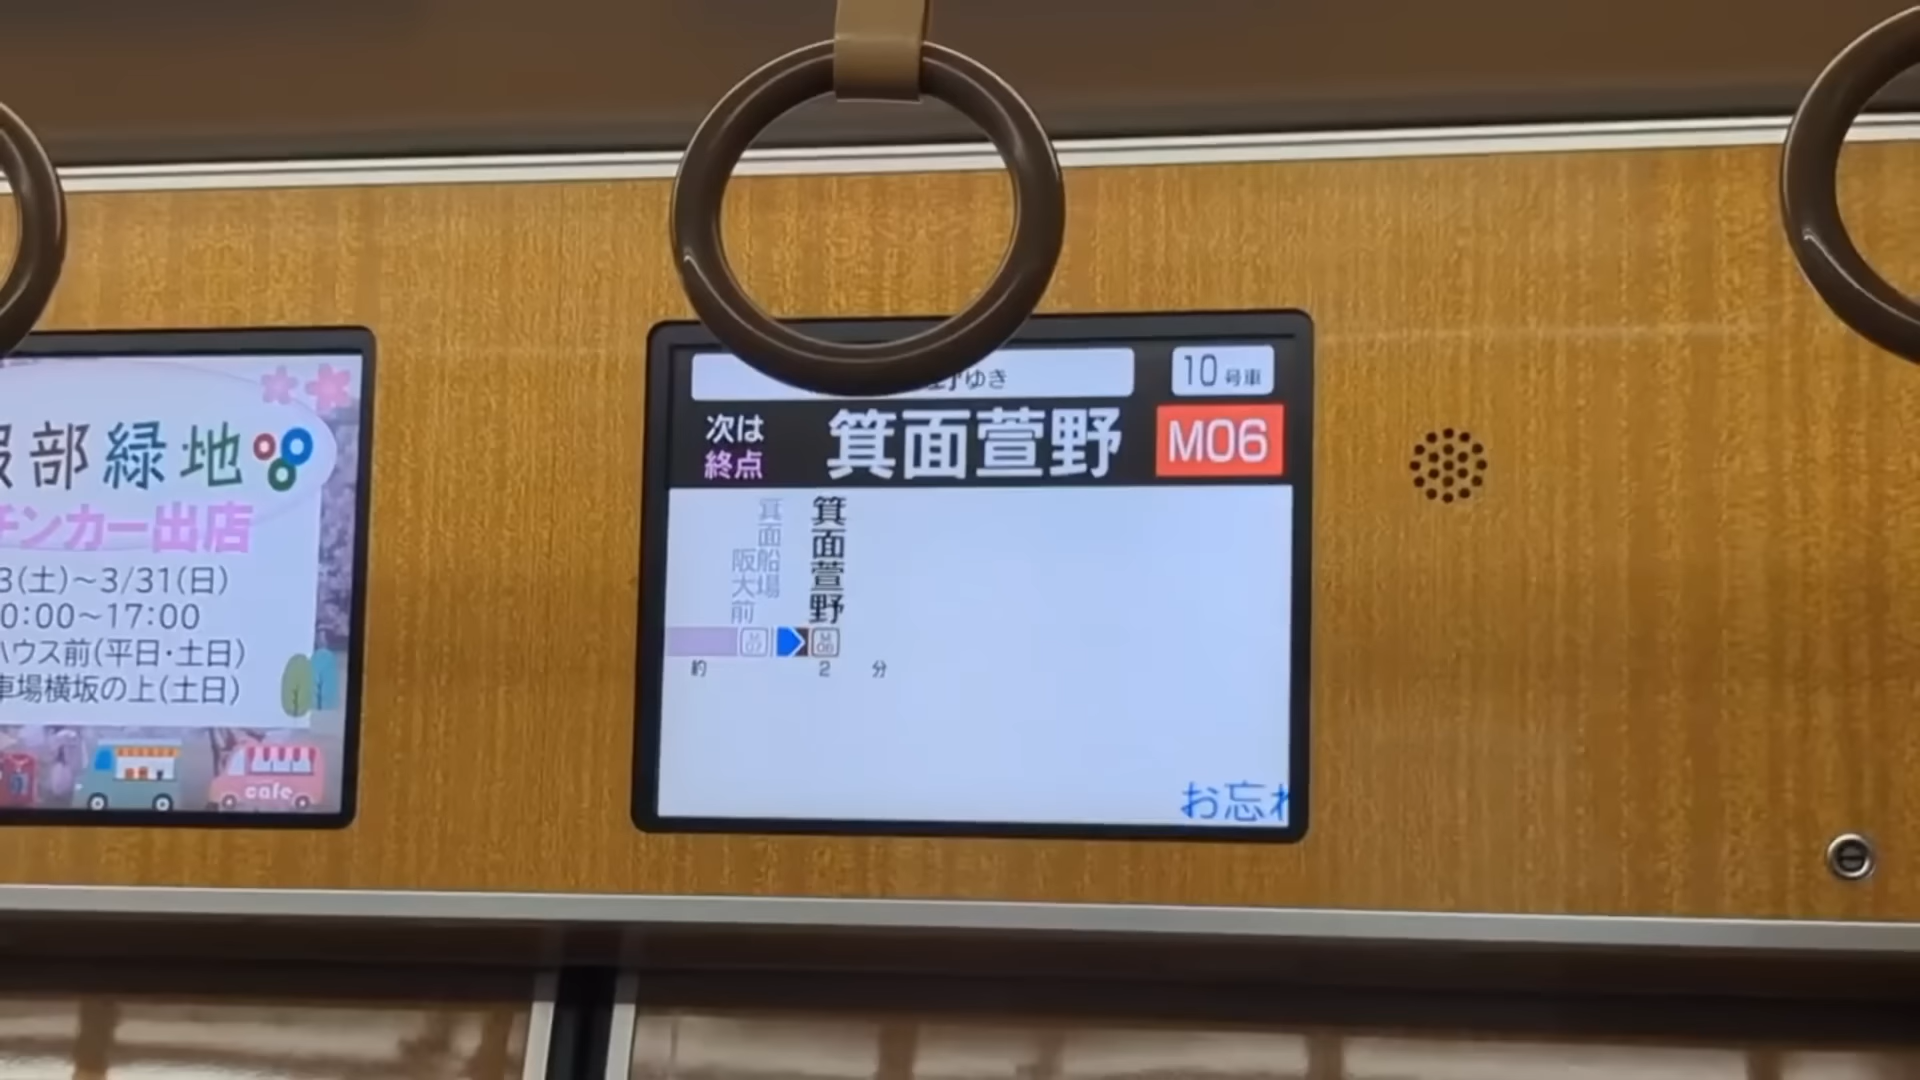 部緑地
チンカー出店
3(土)～3/31(日)
0:00～17:00
ハウス前(平日・土日)
車場横坂の上(土日)
cafe
野ゆき
10号車
次は
終点
箕面萱野
M06
箕面船場
阪大前
箕面萱野
約 2 分
お忘れ